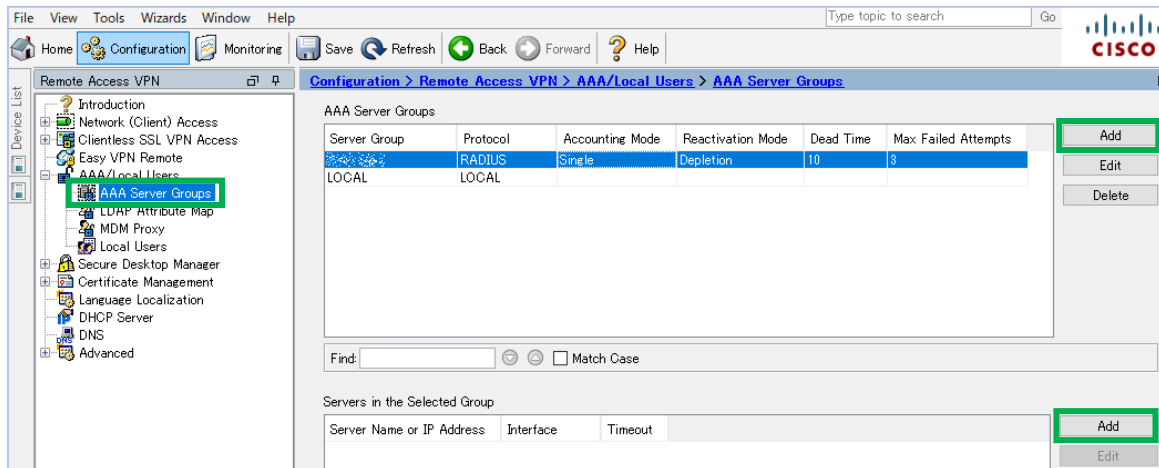 File View Tools Wizards Window Help Type topic to search Go
Home Configuration Monitoring Save Refresh Back Forward Help
CISCO
Device List
Remote Access VPN
Introduction
Network (Client) Access
Clientless SSL VPN Access
Easy VPN Remote
AAA/Local Users
AAA Server Groups
LDAP Attribute Map
MDM Proxy
Local Users
Secure Desktop Manager
Certificate Management
Language Localization
DHCP Server
DNS
Advanced
Configuration > Remote Access VPN > AAA/Local Users > AAA Server Groups
AAA Server Groups
Server Group Protocol Accounting Mode Reactivation Mode Dead Time Max Failed Attempts
RADIUS Single Depletion 10 3
LOCAL LOCAL
Add
Edit
Delete
Find: Match Case
Servers in the Selected Group
Server Name or IP Address Interface Timeout
Add
Edit